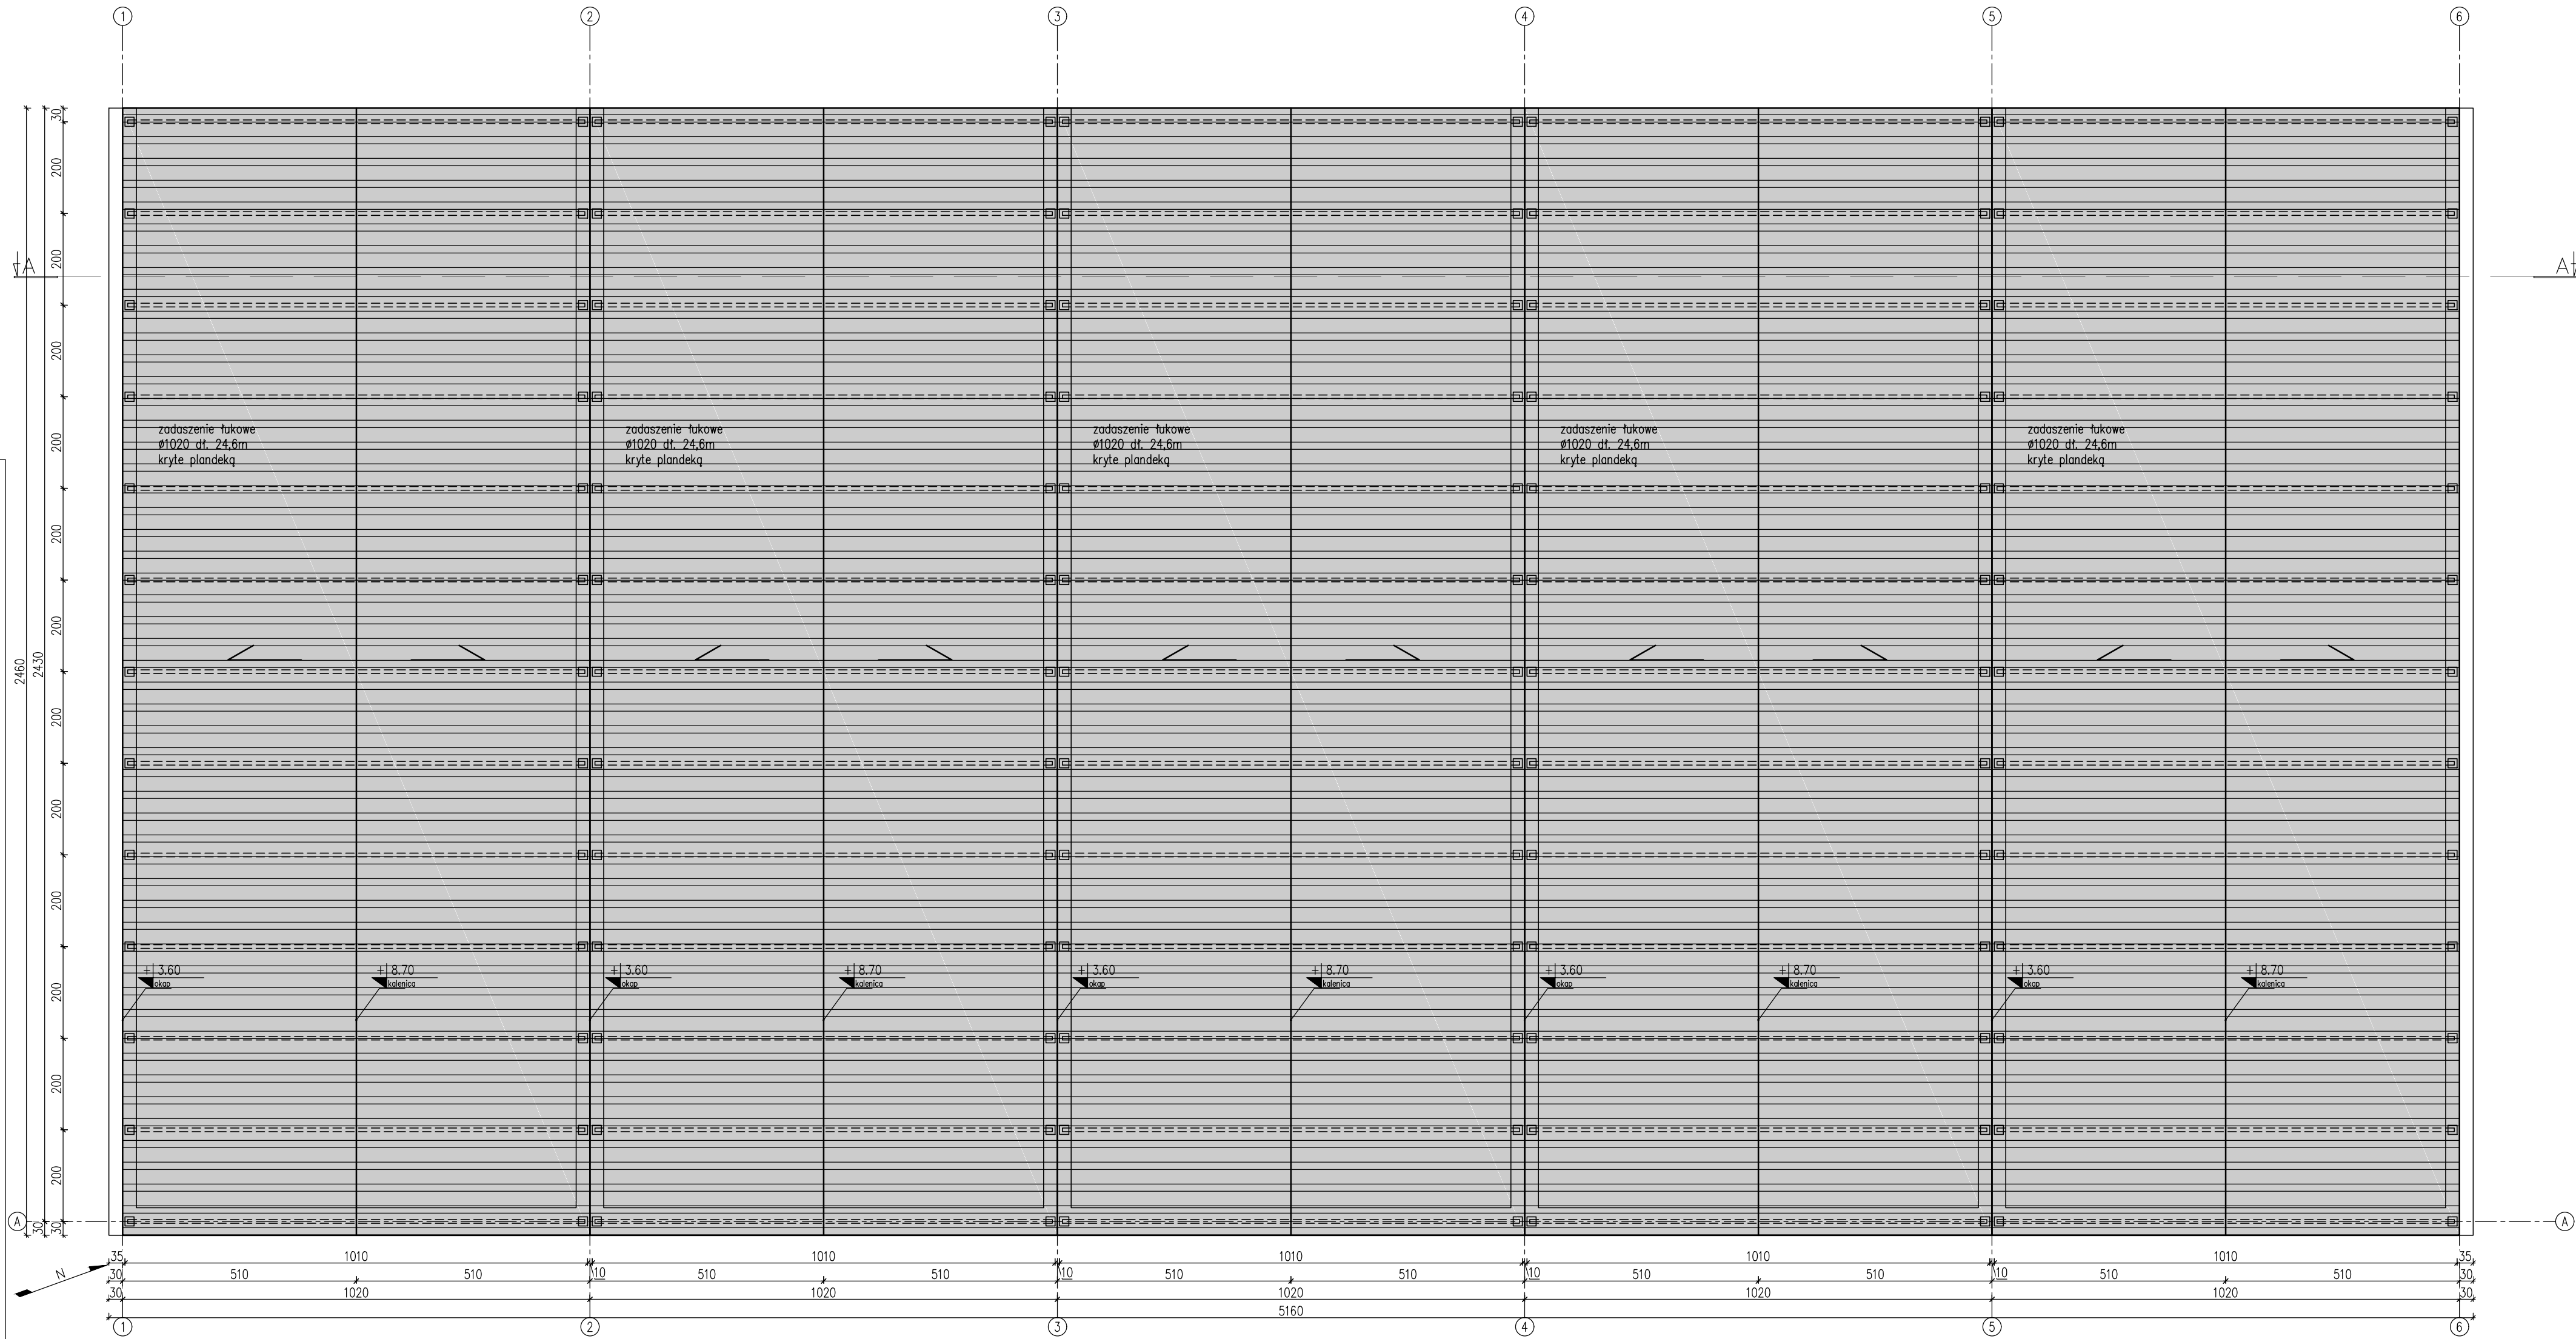 1 2 3 4 5 6
30
200
200
A A
200
200
zadaszenie łukowe
ø1020 dł. 24,6m
kryte plandeką
zadaszenie łukowe
ø1020 dł. 24,6m
kryte plandeką
zadaszenie łukowe
ø1020 dł. 24,6m
kryte plandeką
zadaszenie łukowe
ø1020 dł. 24,6m
kryte plandeką
zadaszenie łukowe
ø1020 dł. 24,6m
kryte plandeką
200
200
2460
2430
200
200
200
+3.60
okap
+8.70
kalenica
+3.60
okap
+8.70
kalenica
+3.60
okap
+8.70
kalenica
+3.60
okap
+8.70
kalenica
+3.60
okap
+8.70
kalenica
200
200
200
A 30 30 A
35 1010 1010 1010 1010 1010 35
N
30 510 510 10 510 510 10 510 510 10 510 510 10 510 510 30
30 1020 1020 1020 1020 1020 30
5160
1 2 3 4 5 6